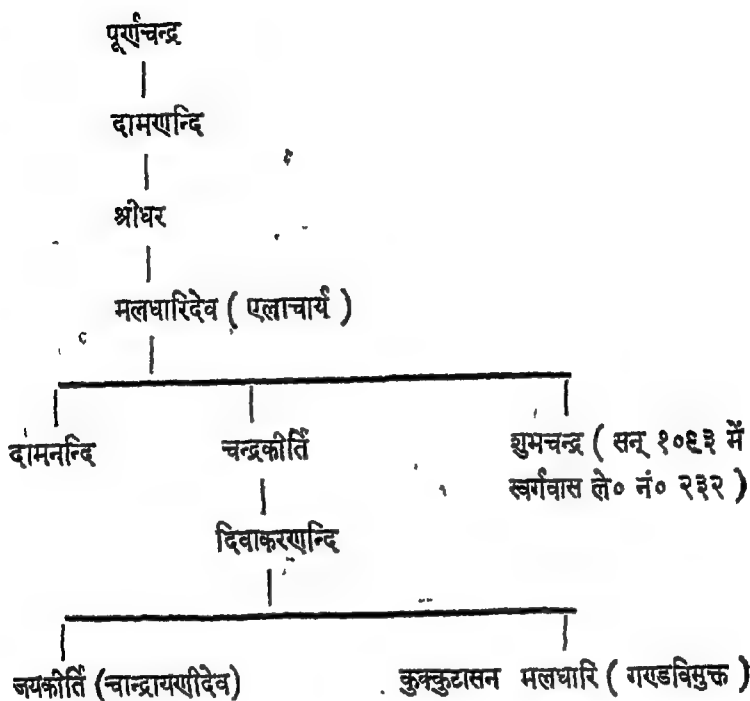 पूर्णचन्द्र
दामणन्दि
श्रीधर
मलधारिदेव ( एलाचार्य )
दामनन्दि चन्द्रकीर्ति शुभचन्द्र ( सन् १०६३ में
स्वर्गवास ले० नं० २३२ )
दिवाकरणन्दि
जयकीर्ति (चान्द्रायणीदेव) कुक्कुटासन मलधारि ( गण्डविमुक्त )